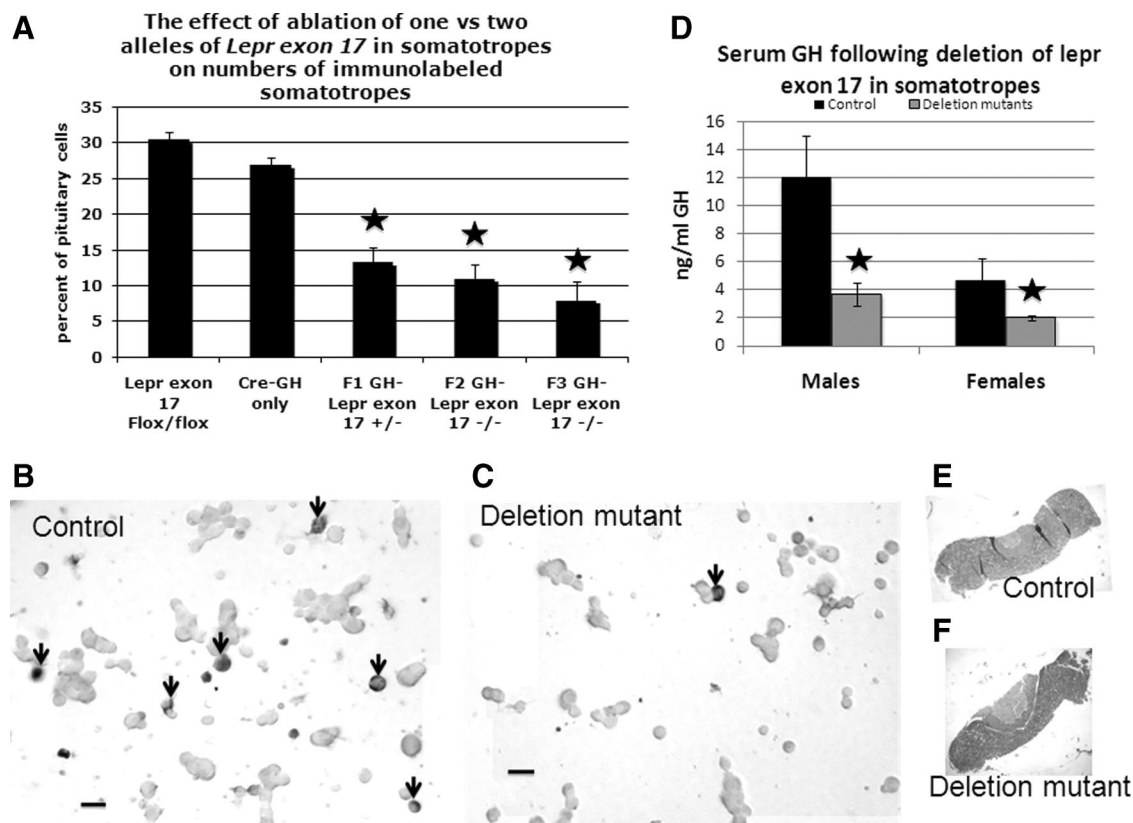 A
The effect of ablation of one vs two
alleles of Lepr exon 17 in somatotropes
on numbers of immunolabeled
somatotropes
percent of pituitary cells
35
30
25
20
15
10
5
0
Lepr exon
17
Flox/flox
Cre-GH
only
F1 GH-
Lepr exon
17 +/-
F2 GH-
Lepr exon
17 -/-
F3 GH-
Lepr exon
17 -/-
D
Serum GH following deletion of lepr
exon 17 in somatotropes
Control
Deletion mutants
ng/ml GH
16
14
12
10
8
6
4
2
0
Males
Females
B
Control
C
Deletion mutant
E
Control
F
Deletion mutant